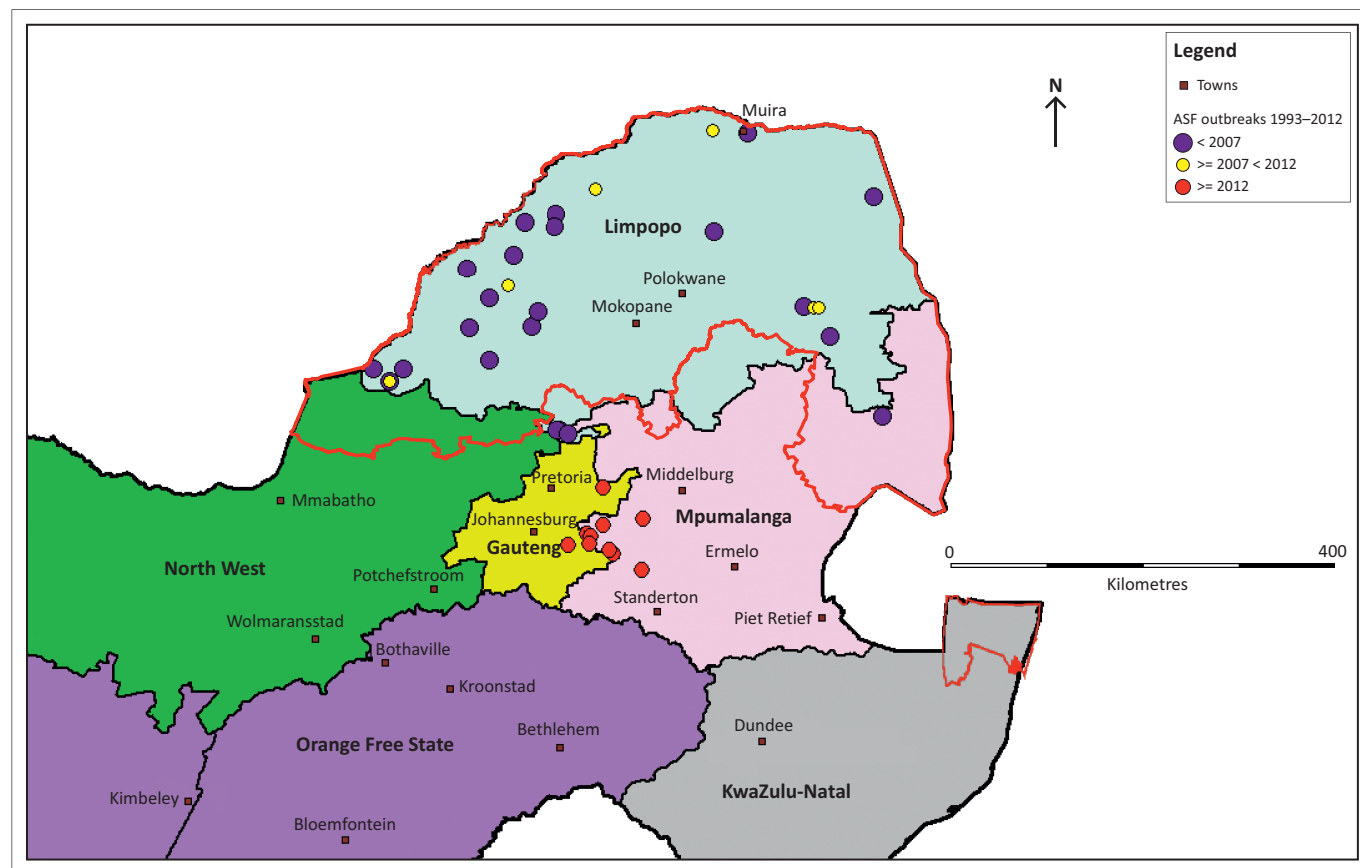 Legend
Towns
ASF outbreaks 1993–2012
< 2007
>= 2007 < 2012
>= 2012
N
Muira
Limpopo
Polokwane
Mokopane
Pretoria
Middelburg
Mmabatho
Johannesburg
Mpumalanga
Gauteng
Ermelo
0 400
Kilometres
North West
Potchefstroom
Standerton
Piet Retief
Wolmaransstad
Bothaville
Kroonstad
Bethlehem
Dundee
Orange Free State
KwaZulu-Natal
Kimbeley
Bloemfontein